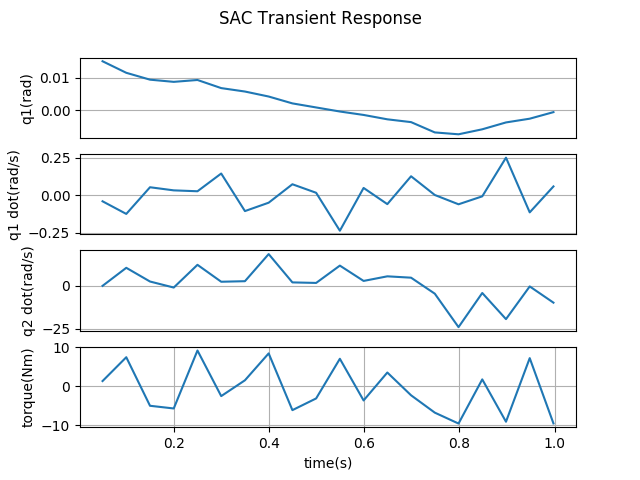 SAC Transient Response
q1(rad)
0.01
0.00
q1 dot(rad/s)
0.25
0.00
−0.25
q2 dot(rad/s)
0
−25
torque(Nm)
10
0
−10
0.2 0.4 0.6 0.8 1.0
time(s)